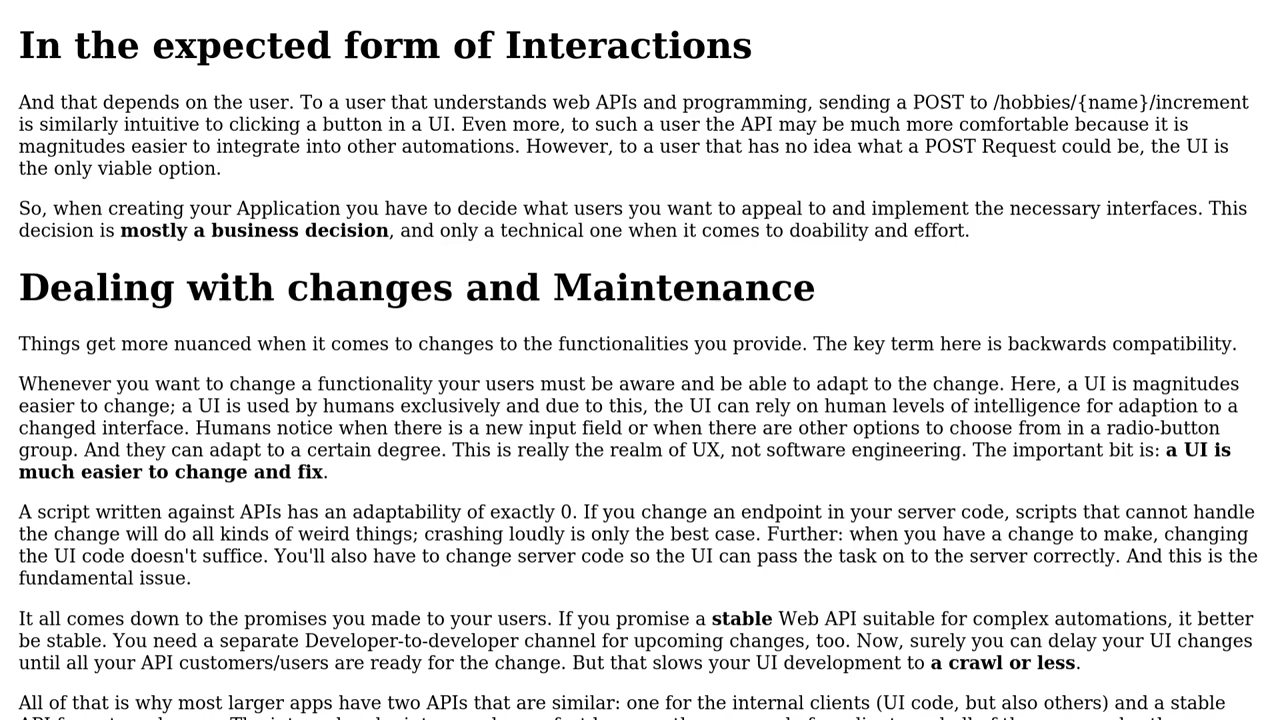 In the expected form of Interactions
And that depends on the user. To a user that understands web APIs and programming, sending a POST to /hobbies/{name}/increment
is similarly intuitive to clicking a button in a UI. Even more, to such a user the API may be much more comfortable because it is
magnitudes easier to integrate into other automations. However, to a user that has no idea what a POST Request could be, the UI is
the only viable option.
So, when creating your Application you have to decide what users you want to appeal to and implement the necessary interfaces. This
decision is mostly a business decision, and only a technical one when it comes to doability and effort.
Dealing with changes and Maintenance
Things get more nuanced when it comes to changes to the functionalities you provide. The key term here is backwards compatibility.
Whenever you want to change a functionality your users must be aware and be able to adapt to the change. Here, a UI is magnitudes
easier to change; a UI is used by humans exclusively and due to this, the UI can rely on human levels of intelligence for adaption to a
changed interface. Humans notice when there is a new input field or when there are other options to choose from in a radio-button
group. And they can adapt to a certain degree. This is really the realm of UX, not software engineering. The important bit is: a UI is
much easier to change and fix.
A script written against APIs has an adaptability of exactly 0. If you change an endpoint in your server code, scripts that cannot handle
the change will do all kinds of weird things; crashing loudly is only the best case. Further: when you have a change to make, changing
the UI code doesn't suffice. You'll also have to change server code so the UI can pass the task on to the server correctly. And this is the
fundamental issue.
It all comes down to the promises you made to your users. If you promise a stable Web API suitable for complex automations, it better
be stable. You need a separate Developer-to-developer channel for upcoming changes, too. Now, surely you can delay your UI changes
until all your API customers/users are ready for the change. But that slows your UI development to a crawl or less.
All of that is why most larger apps have two APIs that are similar: one for the internal clients (UI code, but also others) and a stable